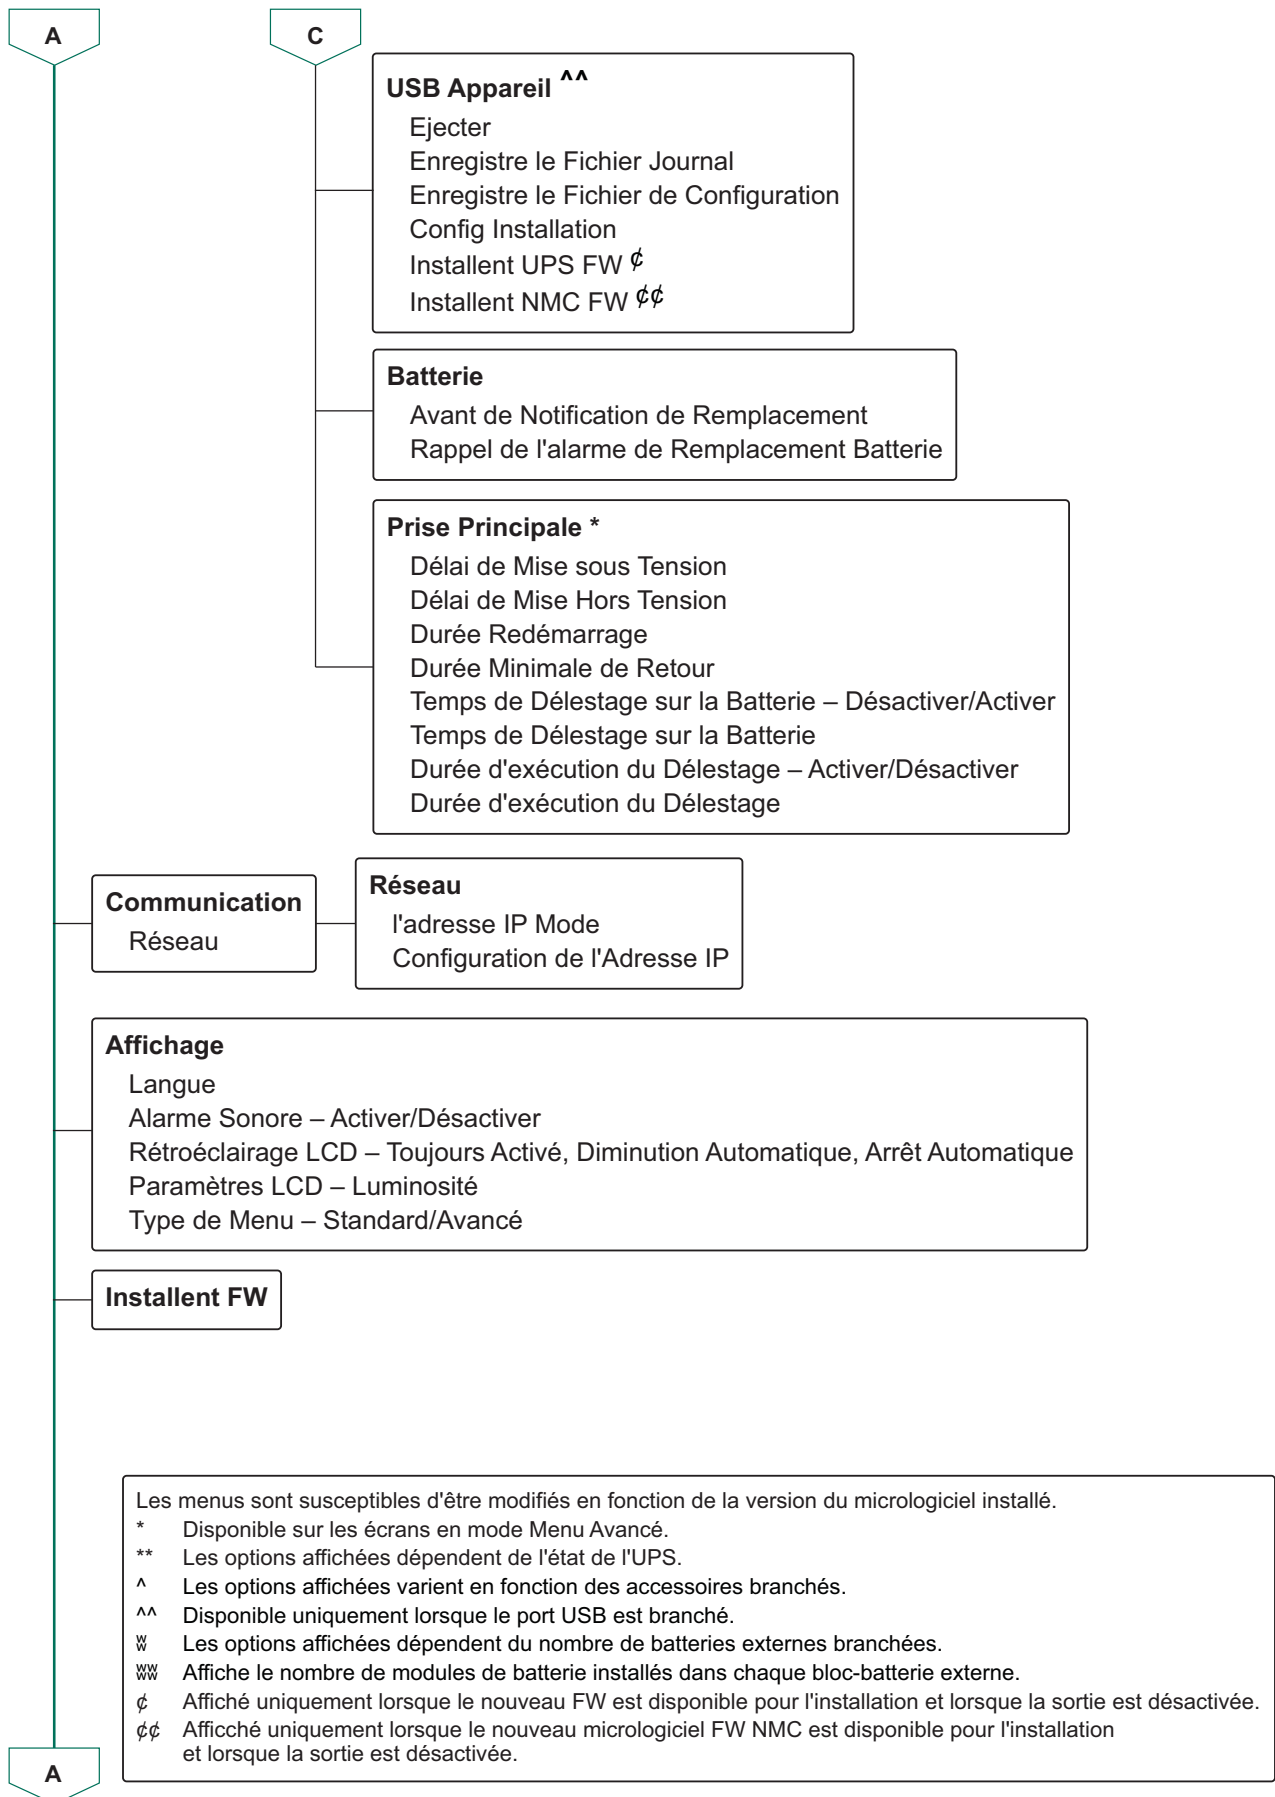 A
C
USB Appareil ^^
Ejecter
Enregistre le Fichier Journal
Enregistre le Fichier de Configuration
Config Installation
Installent UPS FW ¢
Installent NMC FW ¢¢
Batterie
Avant de Notification de Remplacement
Rappel de l'alarme de Remplacement Batterie
Prise Principale *
Délai de Mise sous Tension
Délai de Mise Hors Tension
Durée Redémarrage
Durée Minimale de Retour
Temps de Délestage sur la Batterie – Désactiver/Activer
Temps de Délestage sur la Batterie
Durée d'exécution du Délestage – Activer/Désactiver
Durée d'exécution du Délestage
Communication
Réseau
Réseau
l'adresse IP Mode
Configuration de l'Adresse IP
Affichage
Langue
Alarme Sonore – Activer/Désactiver
Rétroéclairage LCD – Toujours Activé, Diminution Automatique, Arrêt Automatique
Paramètres LCD – Luminosité
Type de Menu – Standard/Avancé
Installent FW
Les menus sont susceptibles d'être modifiés en fonction de la version du micrologiciel installé.
* Disponible sur les écrans en mode Menu Avancé.
** Les options affichées dépendent de l'état de l'UPS.
^ Les options affichées varient en fonction des accessoires branchés.
^^ Disponible uniquement lorsque le port USB est branché.
ʬ Les options affichées dépendent du nombre de batteries externes branchées.
ʬʬ Affiche le nombre de modules de batterie installés dans chaque bloc-batterie externe.
¢ Affiché uniquement lorsque le nouveau FW est disponible pour l'installation et lorsque la sortie est désactivée.
¢¢ Afficché uniquement lorsque le nouveau micrologiciel FW NMC est disponible pour l'installation
et lorsque la sortie est désactivée.
A